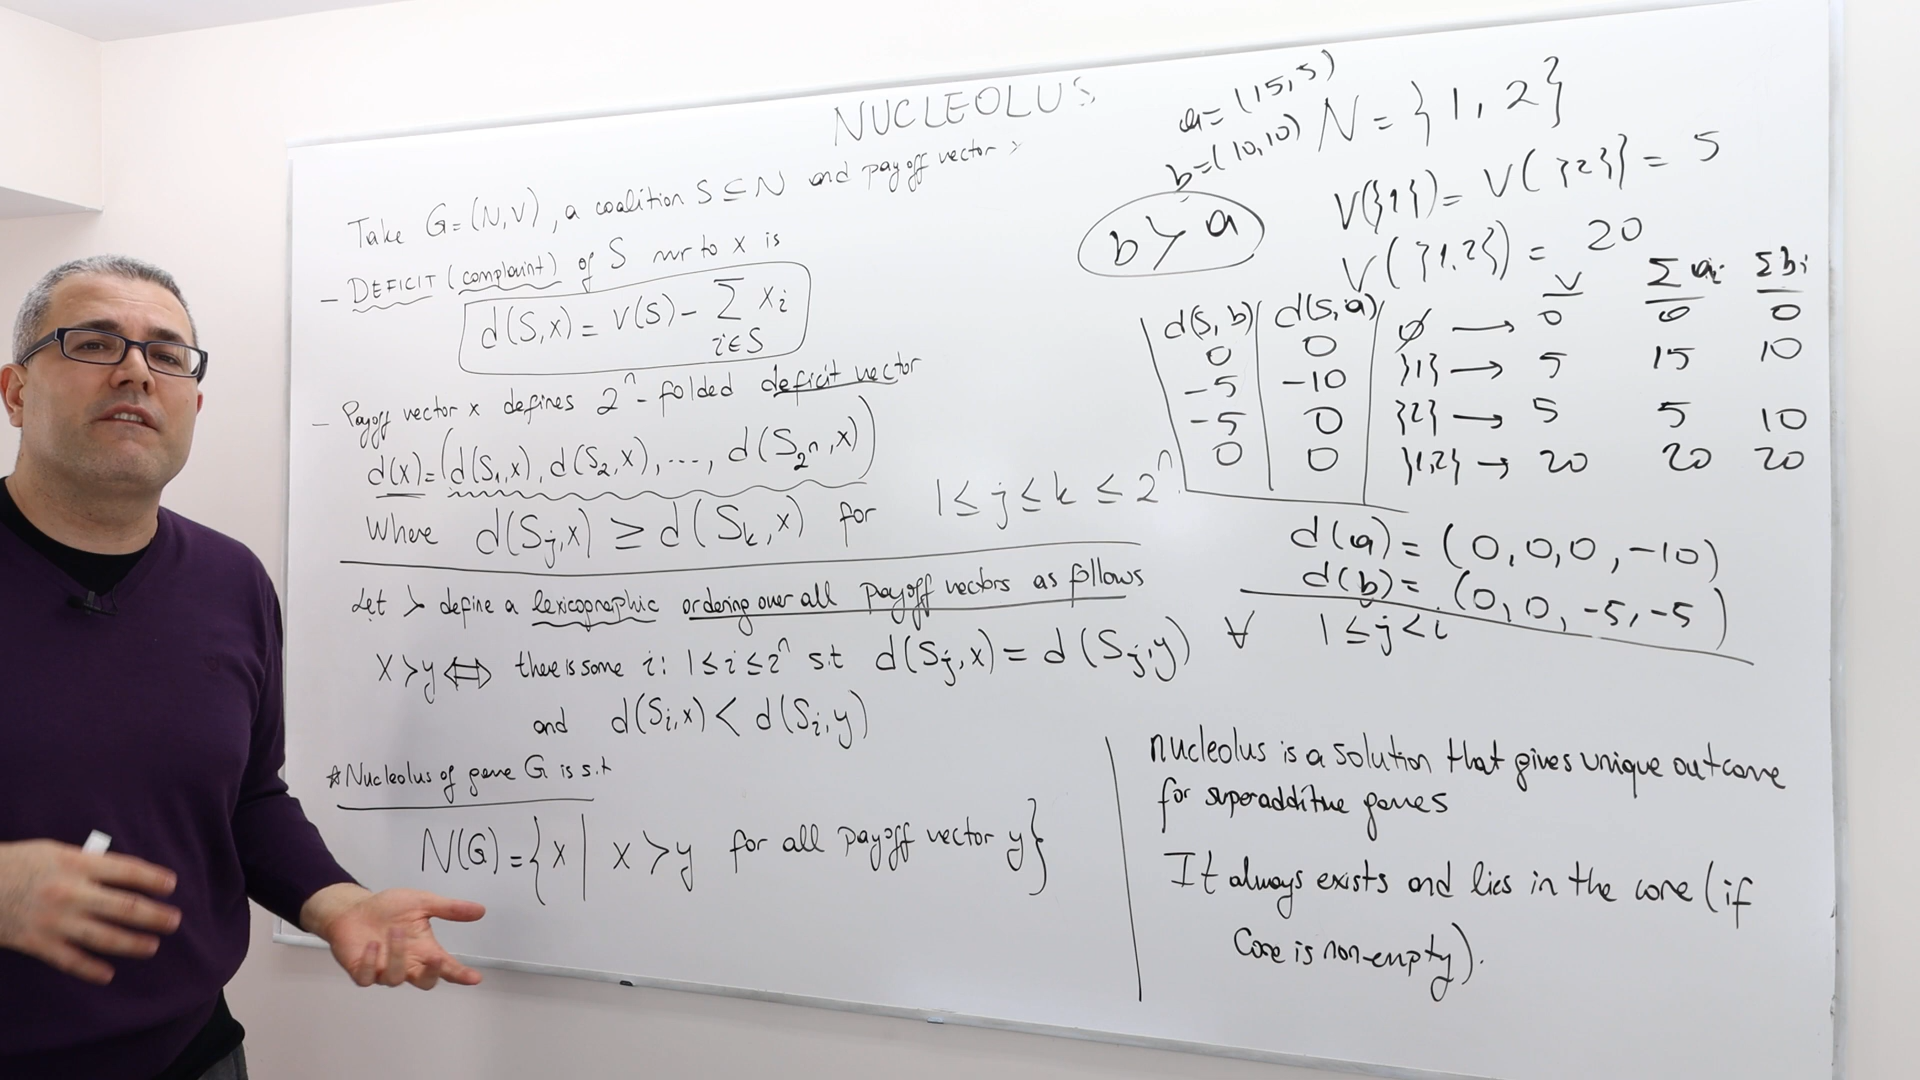 NUCLEOLUS
Take G=(N,V), a coalition S ⊆ N and payoff vector x
- DEFICIT (complaint) of S wr to x is
d(S,x) = V(S) - ∑ xᵢ
i∈S
- Payoff vector x defines 2ⁿ-folded deficit vector
d(x)=(d(S₁,x), d(S₂,x), ..., d(S₂ⁿ,x))
Where d(Sⱼ,x) ≥ d(Sₖ,x) for 1 ≤ j ≤ k ≤ 2ⁿ
Let ≻ define a lexicographic ordering over all payoff vectors as follows
x ≻ y ⟺ there is some i: 1≤i≤2ⁿ s.t d(Sⱼ,x) = d(Sⱼ,y) ∀ 1 ≤ j < i
and d(Sᵢ,x) < d(Sᵢ,y)
*Nucleolus of game G is s.t
N(G) = {x | x ≻ y for all payoff vector y}
a = (15,5)
b = (10,10)
b ≻ a
N = {1, 2}
V({1}) = V({2}) = 5
V({1,2}) = 20
d(S,b) d(S,a) V ∑aᵢ ∑bᵢ
0 0 ∅ → 0 0 0
-5 -10 {1} → 5 15 10
-5 0 {2} → 5 5 10
0 0 {1,2} → 20 20 20
d(a) = (0,0,0,-10)
d(b) = (0,0,-5,-5)
nucleolus is a solution that gives unique outcome
for superadditive games
It always exists and lies in the core (if
Core is non-empty).